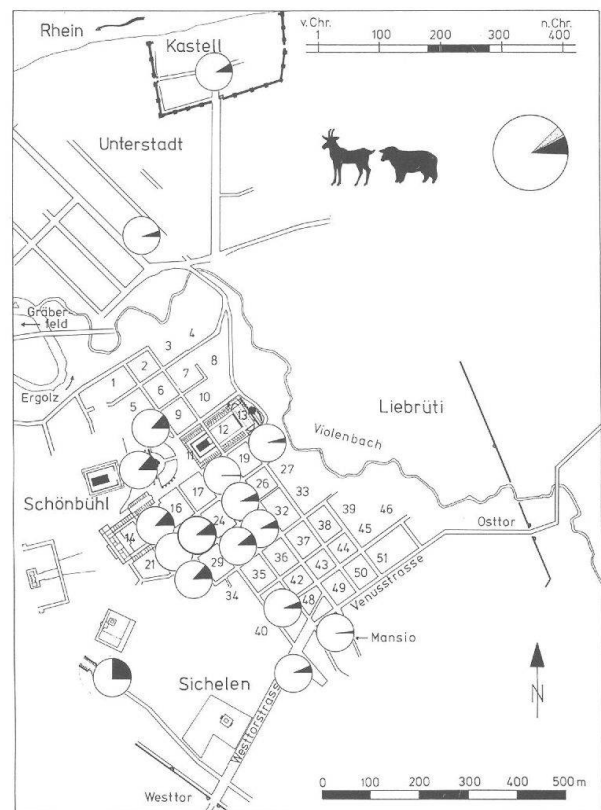 v. Chr.
n. Chr.
1
100
200
300
400
Rhein
Kastell
Unterstadt
Gräber-
feld
Ergolz
1
2
3
4
5
6
7
8
9
10
11
12
13
Liebrüti
Violenbach
Schönbühl
14
16
17
19
21
24
26
27
29
32
33
34
35
36
37
38
39
40
42
43
44
45
46
48
49
50
51
Osttor
Venusstrasse
Mansio
Sichelen
Westtorstrasse
Westtor
N
0
100
200
300
400
500 m